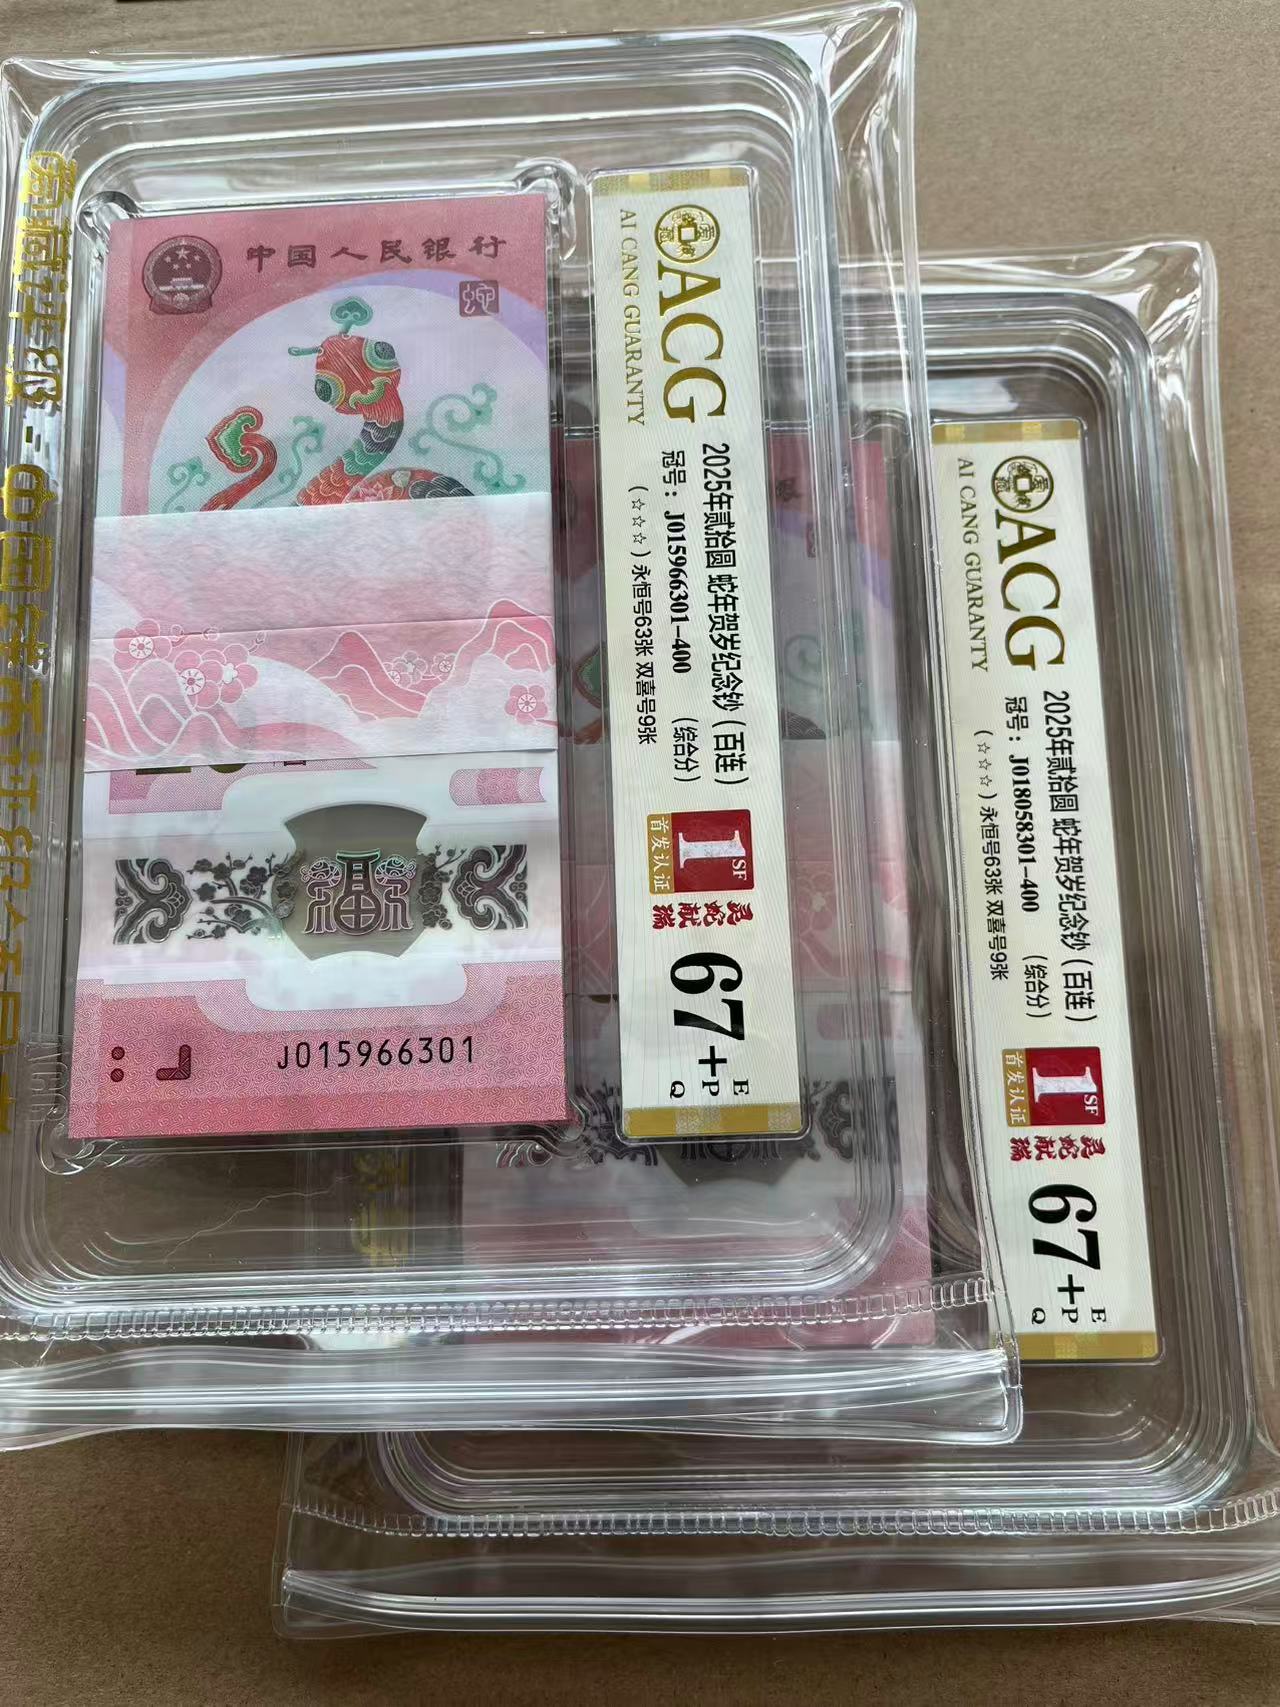 中国人民银行
蛇
J015966301
爱藏评级
ACG
AI CANG GUARANTY
2025年贰拾圆 蛇年贺岁纪念钞（百连）
冠号：J015966301-400 （综合分）
（☆☆☆）永恒号63张 双喜号9张
1
SF
首发认证
灵蛇献瑞
67+
E
P
Q
ACG
AI CANG GUARANTY
2025年贰拾圆 蛇年贺岁纪念钞（百连）
冠号：J018058301-400 （综合分）
（☆☆☆）永恒号63张 双喜号9张
1
SF
首发认证
灵蛇献瑞
67+
E
P
Q